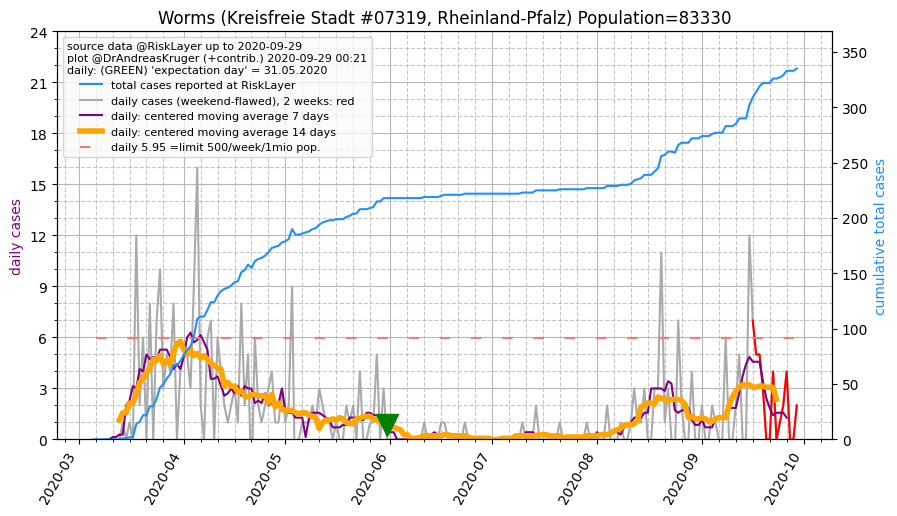 Worms (Kreisfreie Stadt #07319, Rheinland-Pfalz) Population=83330
source data @RiskLayer up to 2020-09-29
plot @DrAndreasKruger (+contrib.) 2020-09-29 00:21
daily: (GREEN) 'expectation day' = 31.05.2020
total cases reported at RiskLayer
daily cases (weekend-flawed), 2 weeks: red
daily: centered moving average 7 days
daily: centered moving average 14 days
daily 5.95 =limit 500/week/1mio pop.
daily cases
24
21
18
15
12
9
6
3
0
cumulative total cases
350
300
250
200
150
100
50
0
2020-03
2020-04
2020-05
2020-06
2020-07
2020-08
2020-09
2020-10